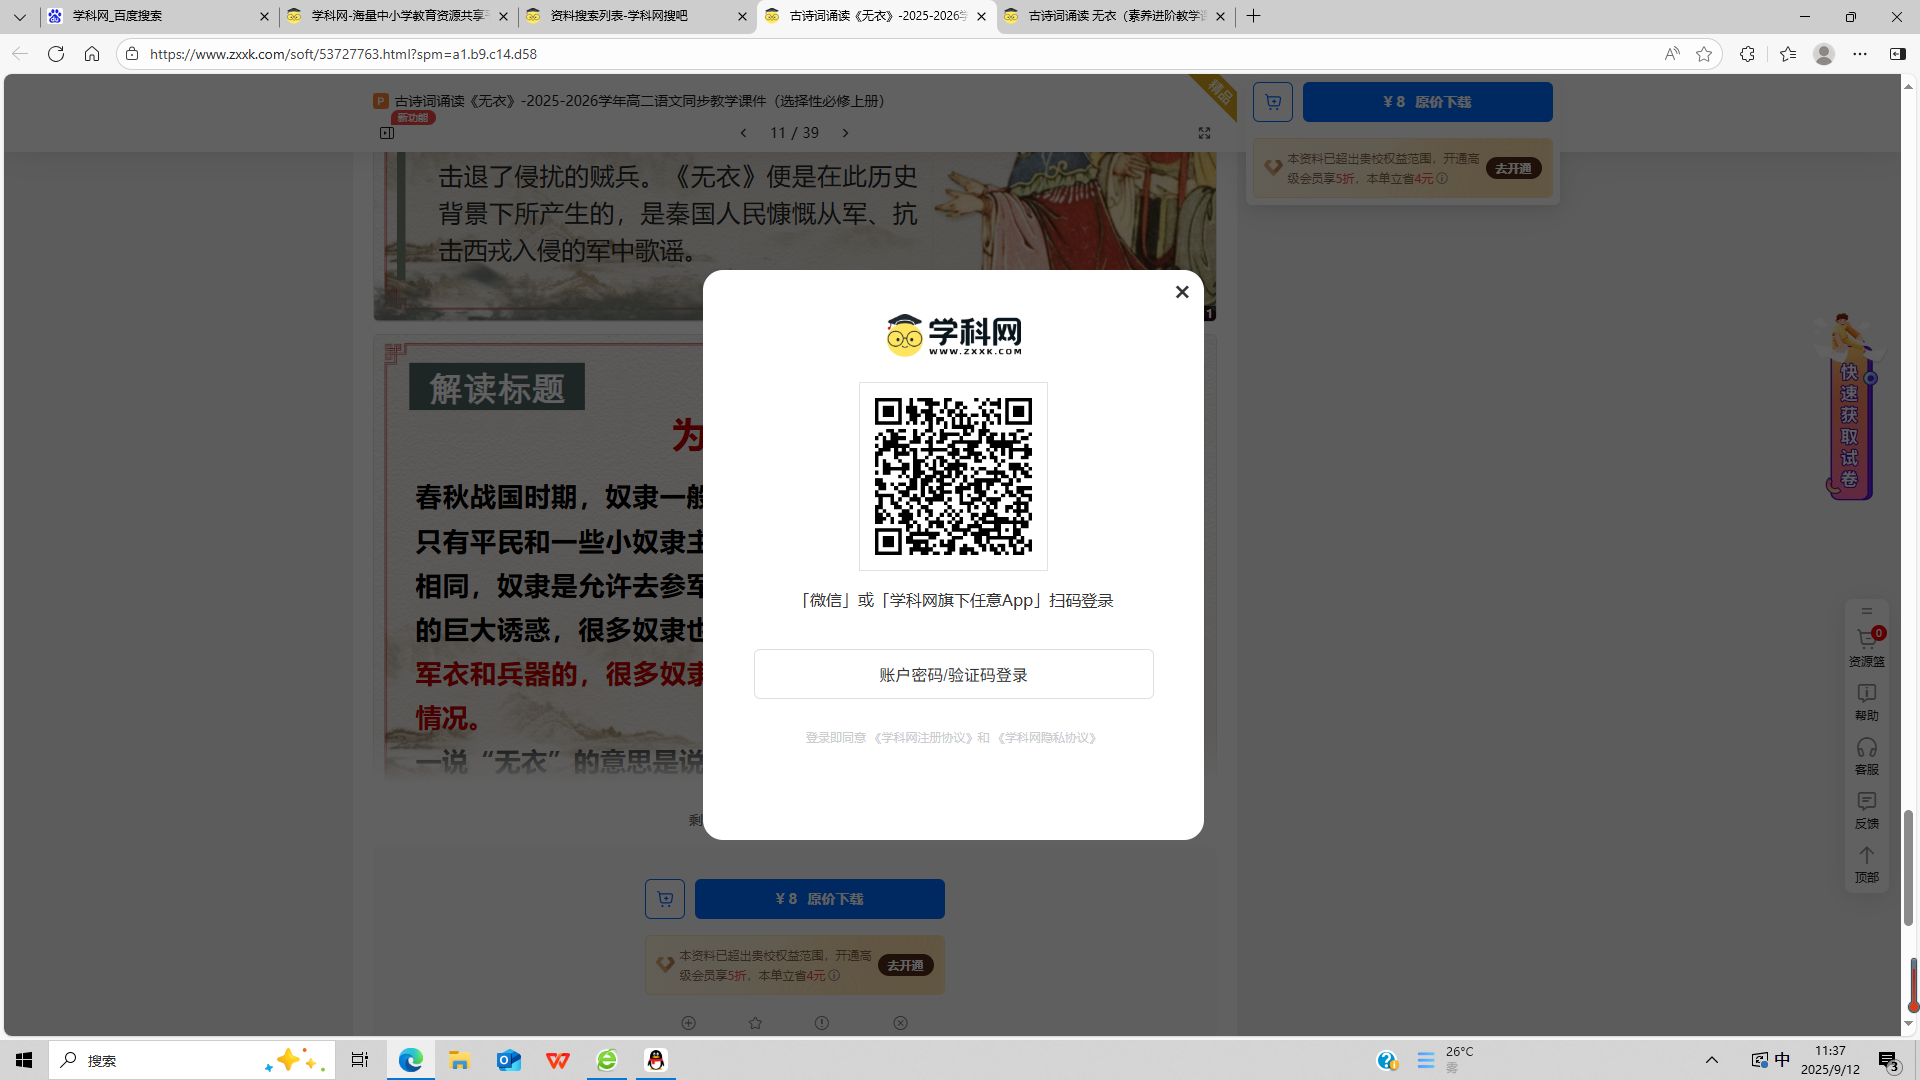 学科网_百度搜索
学科网-海量中小学教育资源共享平
资料搜索列表-学科网搜吧
古诗词诵读《无衣》-2025-2026学
古诗词诵读 无衣（素养进阶教学课
https://www.zxxk.com/soft/53727763.html?spm=a1.b9.c14.d58
古诗词诵读《无衣》-2025-2026学年高二语文同步教学课件（选择性必修上册）
新功能
11 / 39
精品
¥ 8 原价下载
本资料已超出贵校权益范围，开通高
级会员享5折，本单立省4元
去开通
击退了侵扰的贼兵。《无衣》便是在此历史
背景下所产生的，是秦国人民慷慨从军、抗
击西戎入侵的军中歌谣。
解读标题
为
春秋战国时期，奴隶一般
只有平民和一些小奴隶主
相同，奴隶是允许去参军
的巨大诱惑，很多奴隶也
军衣和兵器的，很多奴隶
情况。
一说“无衣”的意思是说
剩
学科网
WWW.ZXXK.COM
「微信」或「学科网旗下任意App」扫码登录
账户密码/验证码登录
登录即同意《学科网注册协议》和《学科网隐私协议》
¥ 8 原价下载
本资料已超出贵校权益范围，开通高
级会员享5折，本单立省4元
去开通
快速获取试卷
0
资源篮
帮助
客服
反馈
顶部
搜索
26°C
雾
中
11:37
2025/9/12
3